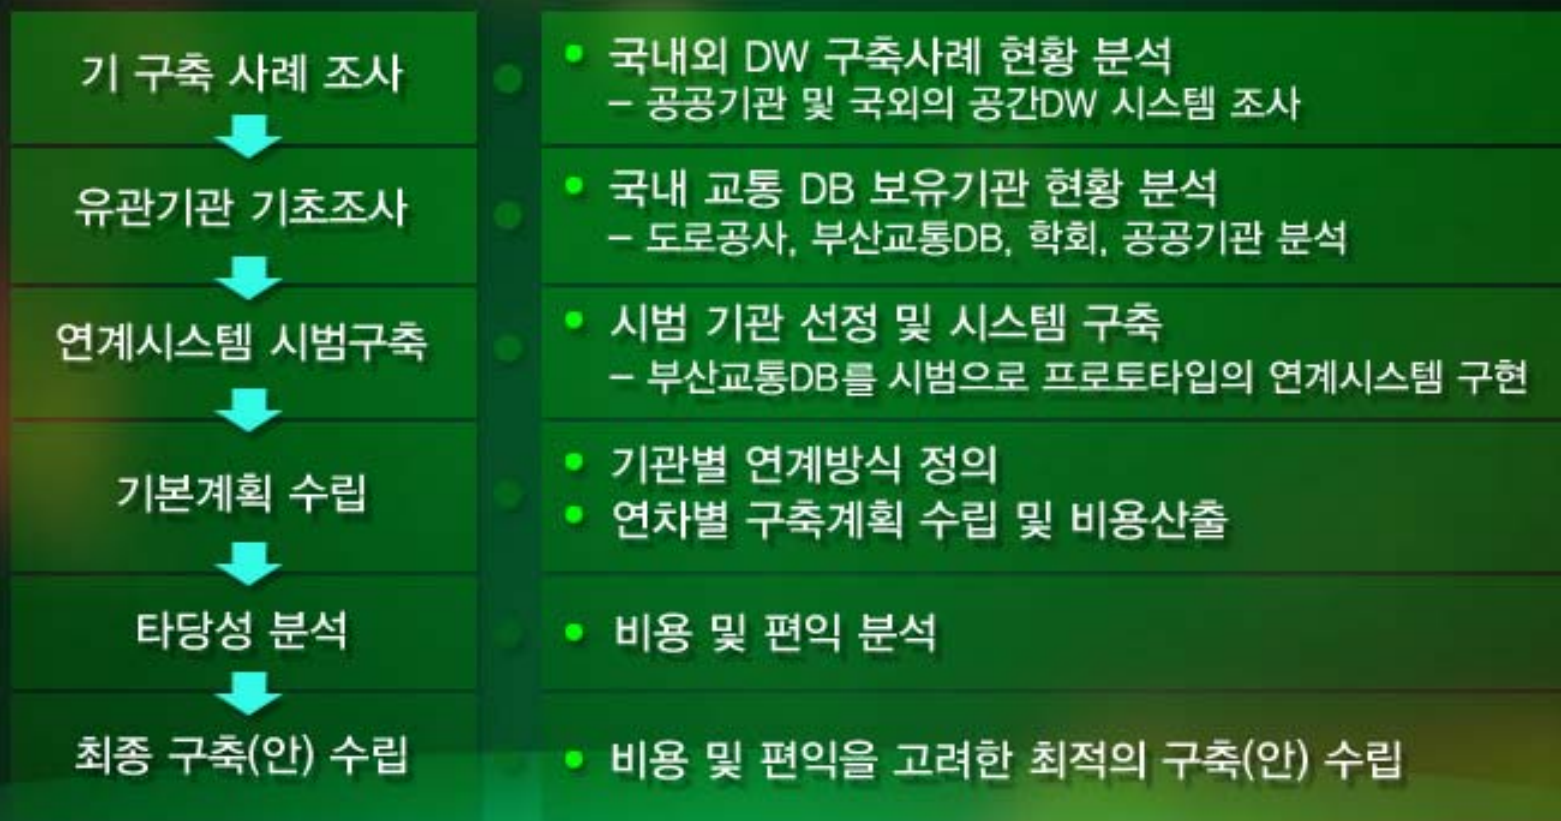 기 구축 사례 조사
• 국내외 DW 구축사례 현황 분석
– 공공기관 및 국외의 공간DW 시스템 조사
유관기관 기초조사
• 국내 교통 DB 보유기관 현황 분석
– 도로공사, 부산교통DB, 학회, 공공기관 분석
연계시스템 시범구축
• 시범 기관 선정 및 시스템 구축
– 부산교통DB를 시범으로 프로토타입의 연계시스템 구현
기본계획 수립
• 기관별 연계방식 정의
• 연차별 구축계획 수립 및 비용산출
타당성 분석
• 비용 및 편익 분석
최종 구축(안) 수립
• 비용 및 편익을 고려한 최적의 구축(안) 수립